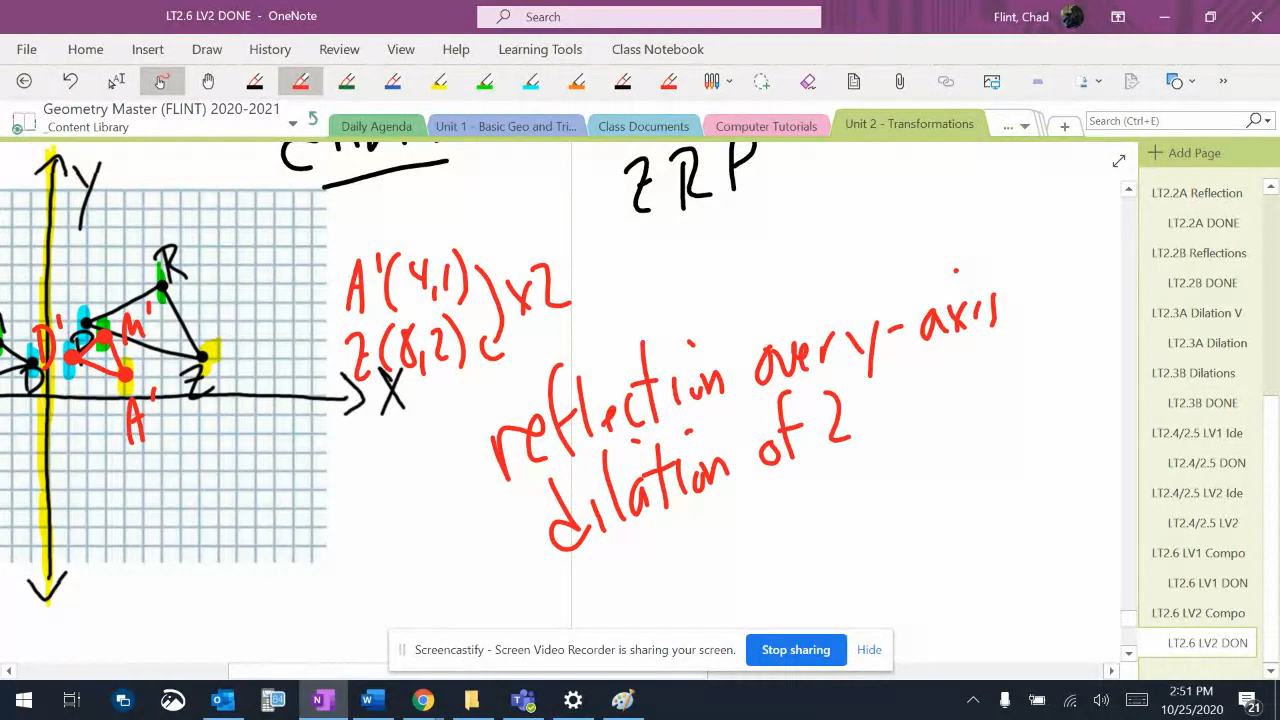 LT2.6 LV2 DONE - OneNote
Search
Flint, Chad
File Home Insert Draw History Review View Help Learning Tools Class Notebook
Geometry Master (FLINT) 2020-2021
_Content Library
Daily Agenda
Unit 1 - Basic Geo and Tri...
Class Documents
Computer Tutorials
Unit 2 - Transformations
...
Search (Ctrl+E)
Add Page
LT2.2A Reflection
LT2.2A DONE
LT2.2B Reflections
LT2.2B DONE
LT2.3A Dilation V
LT2.3A Dilation
LT2.3B Dilations
LT2.3B DONE
LT2.4/2.5 LV1 Ide
LT2.4/2.5 DON
LT2.4/2.5 LV2 Ide
LT2.4/2.5 LV2
LT2.6 LV1 Compo
LT2.6 LV1 DON
LT2.6 LV2 Compo
LT2.6 LV2 DON
ZRP
Y
R
D'
M'
Z
A'
X
A'(4,1)
Z(8,2)
x2
reflection over y-axis
dilation of 2
Screencastify - Screen Video Recorder is sharing your screen.
Stop sharing
Hide
2:51 PM
10/25/2020
21